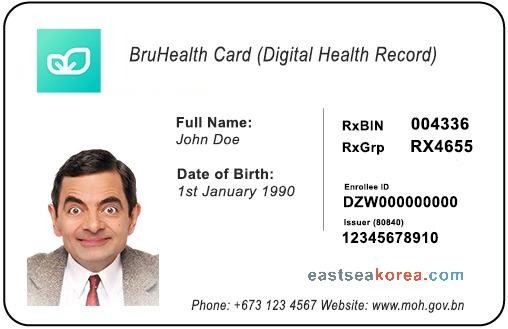 BruHealth Card (Digital Health Record)
Full Name:
John Doe
Date of Birth:
1st January 1990
RxBIN 004336
RxGrp RX4655
Enrollee ID
DZW000000000
Issuer (80840)
12345678910
eastseakorea.com
Phone: +673 123 4567 Website: www.moh.gov.bn